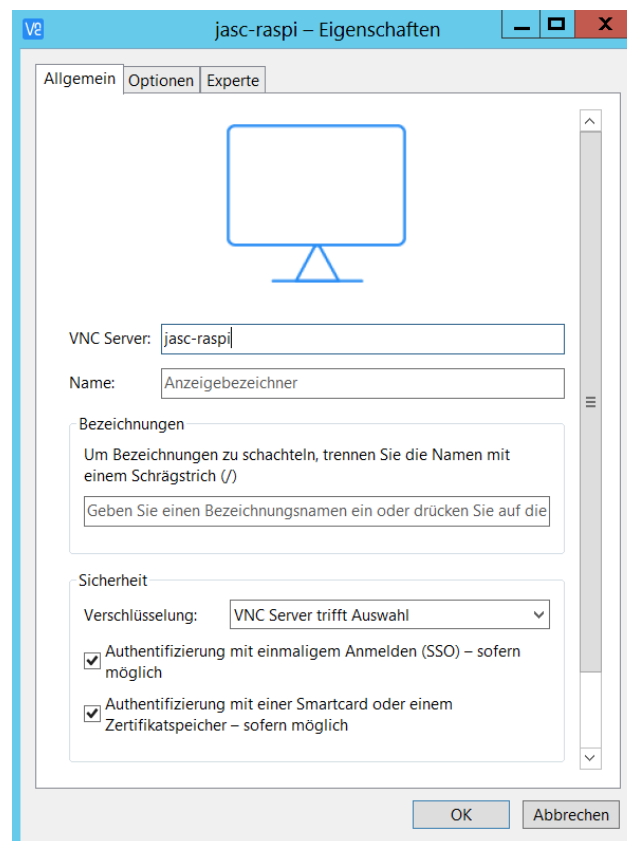 V2 jasc-raspi – Eigenschaften
Allgemein Optionen Experte
VNC Server: jasc-raspi
Name: Anzeigebezeichner
Bezeichnungen
Um Bezeichnungen zu schachteln, trennen Sie die Namen mit
einem Schrägstrich (/)
Geben Sie einen Bezeichnungsnamen ein oder drücken Sie auf die
Sicherheit
Verschlüsselung: VNC Server trifft Auswahl
Authentifizierung mit einmaligem Anmelden (SSO) – sofern
möglich
Authentifizierung mit einer Smartcard oder einem
Zertifikatspeicher – sofern möglich
OK Abbrechen